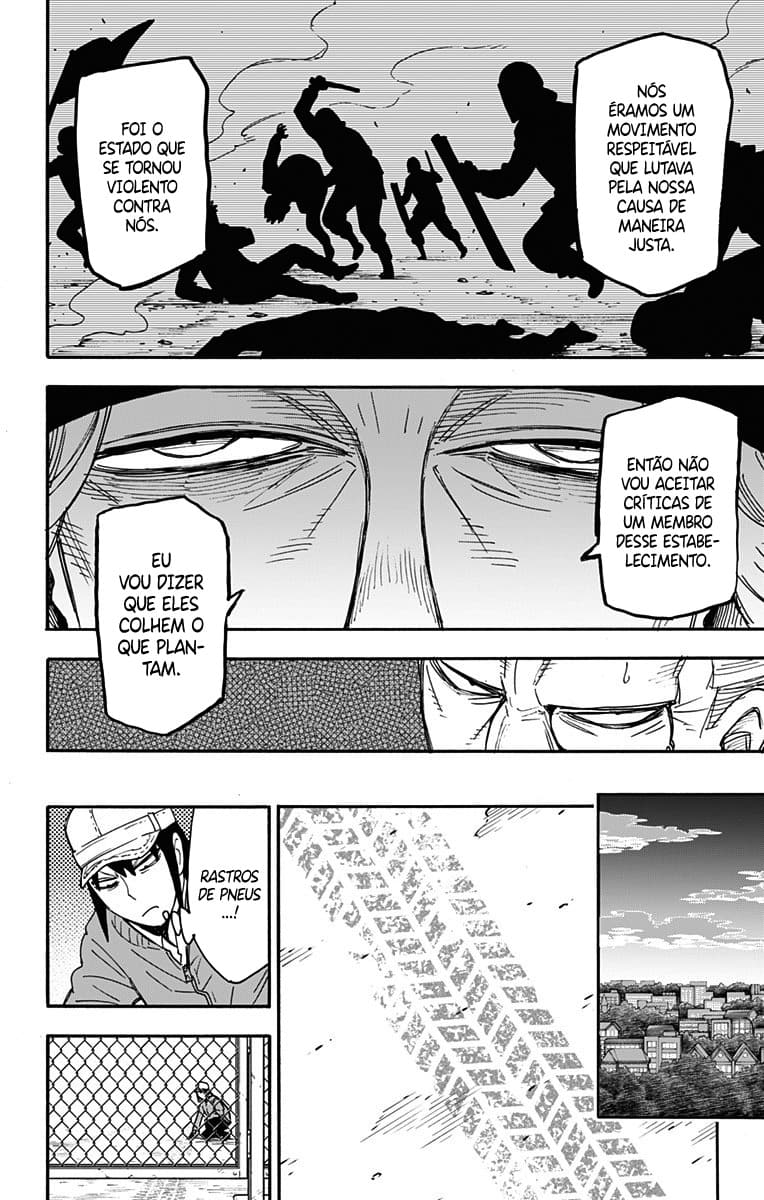 NÓS
ÉRAMOS UM
MOVIMENTO
RESPEITÁVEL
QUE LUTAVA
PELA NOSSA
CAUSA DE
MANEIRA
JUSTA.
FOI O
ESTADO QUE
SE TORNOU
VIOLENTO
CONTRA
NÓS.
ENTÃO NÃO
VOU ACEITAR
CRÍTICAS DE
UM MEMBRO
DESSE ESTABE-
LECIMENTO.
EU
VOU DIZER
QUE ELES
COLHEM O
QUE PLAN-
TAM.
RASTROS
DE PNEUS
...!